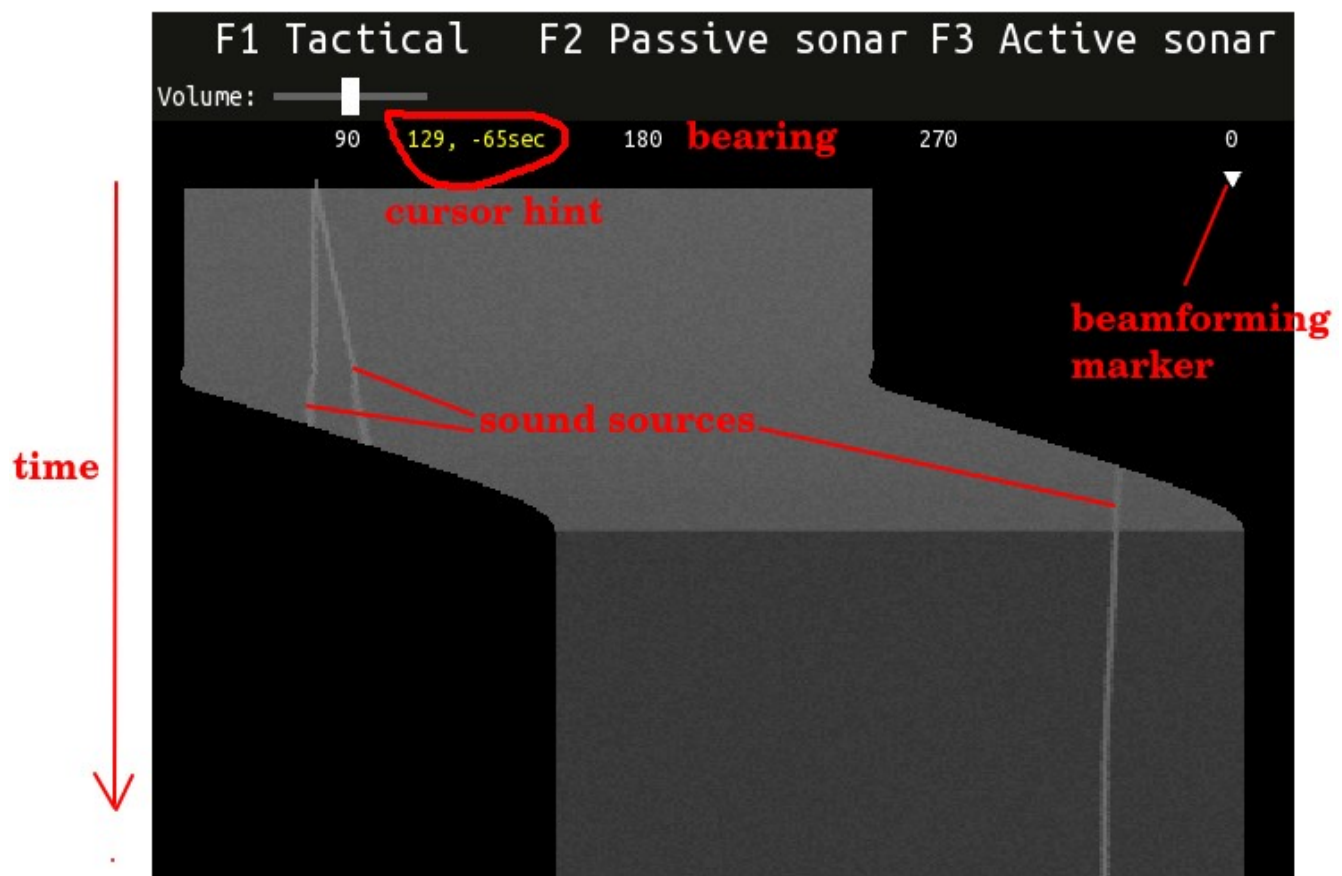 F1 Tactical F2 Passive sonar F3 Active sonar
Volume:
90 129, -65sec 180 bearing 270 0
cursor hint
beamforming
marker
sound sources
time